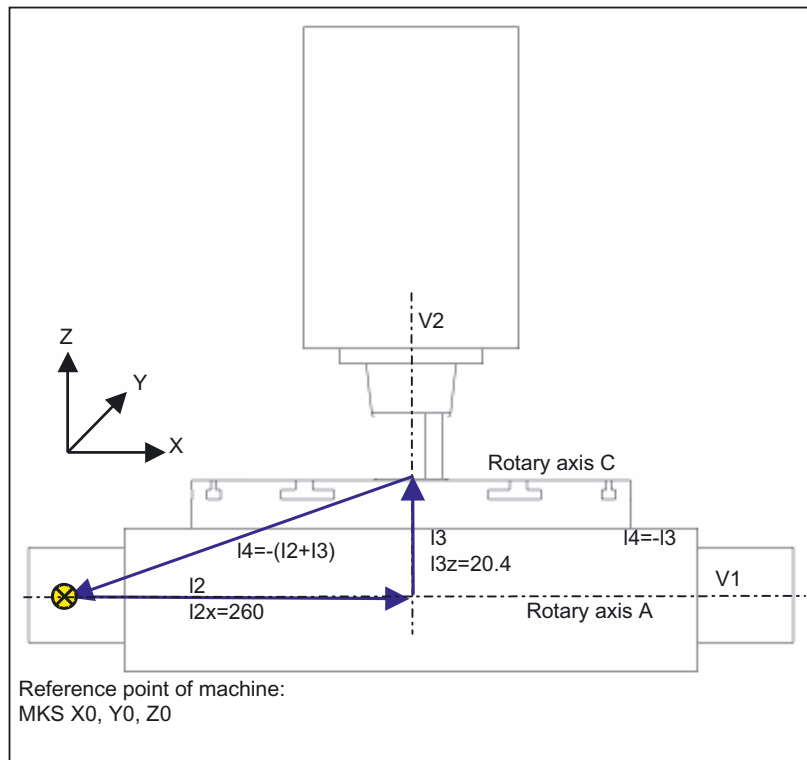 V2
Z
Y
X
Rotary axis C
I4=-(I2+I3)
I3
I3z=20.4
I4=-I3
V1
I2
I2x=260
Rotary axis A
Reference point of machine:
MKS X0, Y0, Z0